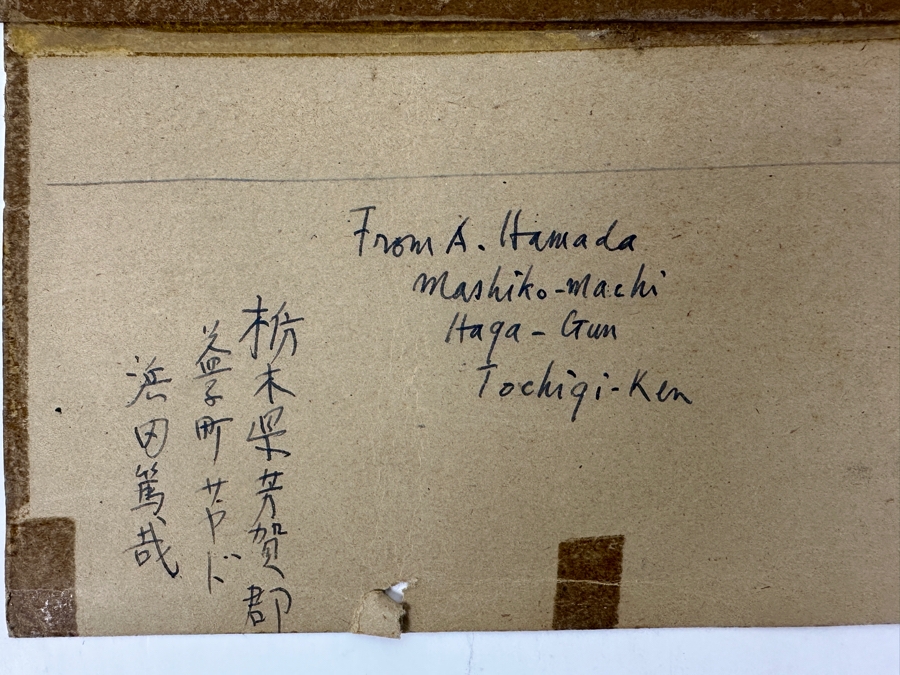 From A. Hamada
Mashiko-machi
Haga-Gun
Tochigi-Ken
栃木県芳賀郡
益子町サヤド
浜田篤哉